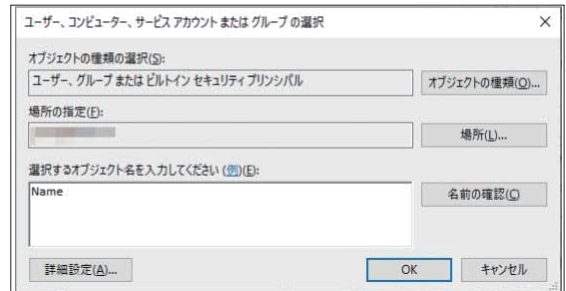 ユーザー、コンピューター、サービス アカウント または グループ の選択
オブジェクトの種類の選択(S):
ユーザー、グループ または ビルトイン セキュリティ プリンシパル
オブジェクトの種類(O)...
場所の指定(F):
場所(L)...
選択するオブジェクト名を入力してください (例)(E):
Name
名前の確認(C)
詳細設定(A)...
OK
キャンセル